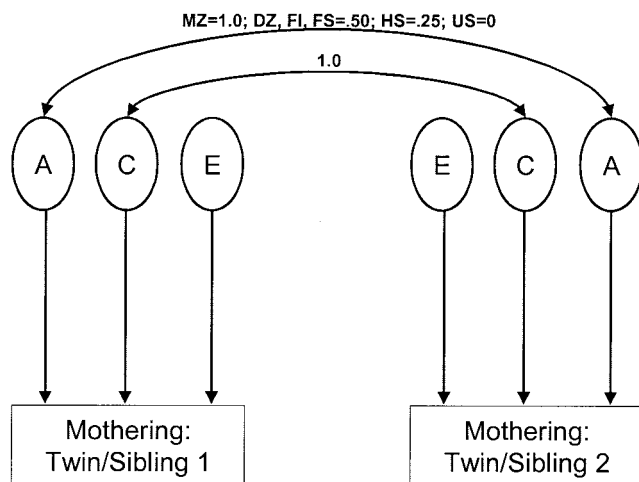 MZ=1.0; DZ, FI, FS=.50; HS=.25; US=0
1.0
A C E E C A
Mothering: Mothering:
Twin/Sibling 1 Twin/Sibling 2